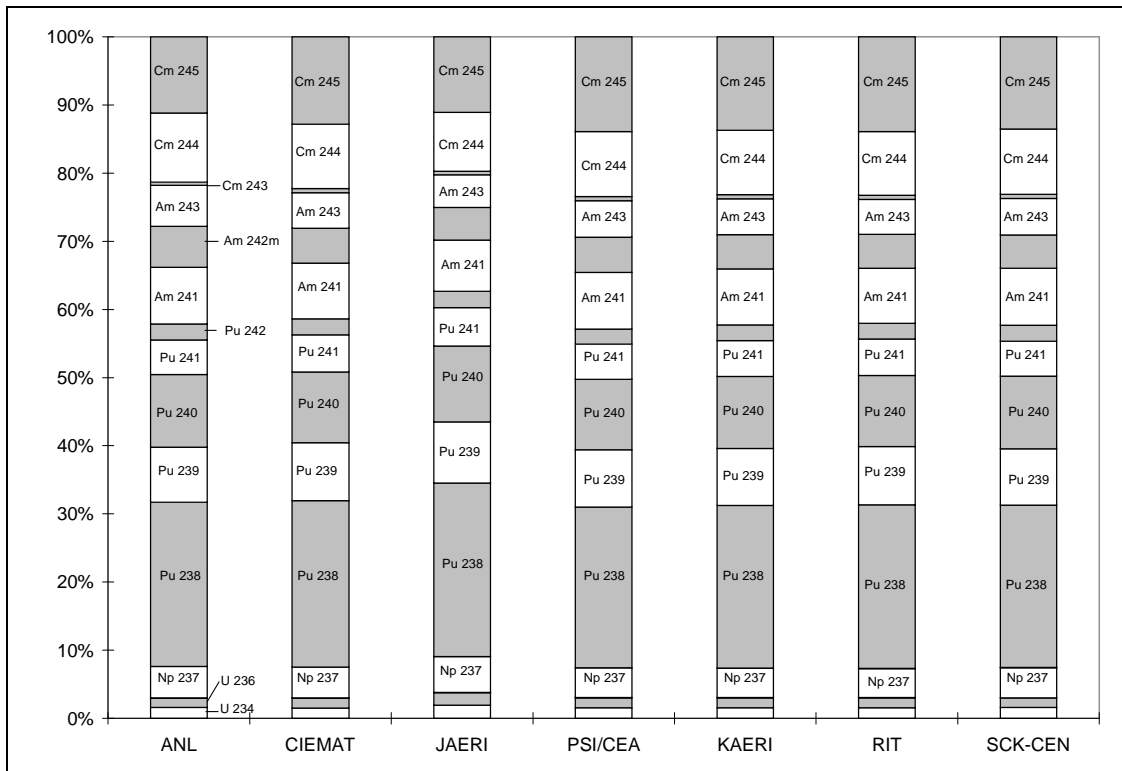 100%
90%
80%
70%
60%
50%
40%
30%
20%
10%
0%
Cm 245
Cm 244
Cm 243
Am 243
Am 242m
Am 241
Pu 242
Pu 241
Pu 240
Pu 239
Pu 238
Np 237
U 236
U 234
Cm 245
Cm 244
Am 243
Am 241
Pu 241
Pu 240
Pu 239
Pu 238
Np 237
Cm 245
Cm 244
Am 243
Am 241
Pu 241
Pu 240
Pu 239
Pu 238
Np 237
Cm 245
Cm 244
Am 243
Am 241
Pu 241
Pu 240
Pu 239
Pu 238
Np 237
Cm 245
Cm 244
Am 243
Am 241
Pu 241
Pu 240
Pu 239
Pu 238
Np 237
Cm 245
Cm 244
Am 243
Am 241
Pu 241
Pu 240
Pu 239
Pu 238
Np 237
Cm 245
Cm 244
Am 243
Am 241
Pu 241
Pu 240
Pu 239
Pu 238
Np 237
ANL CIEMAT JAERI PSI/CEA KAERI RIT SCK-CEN